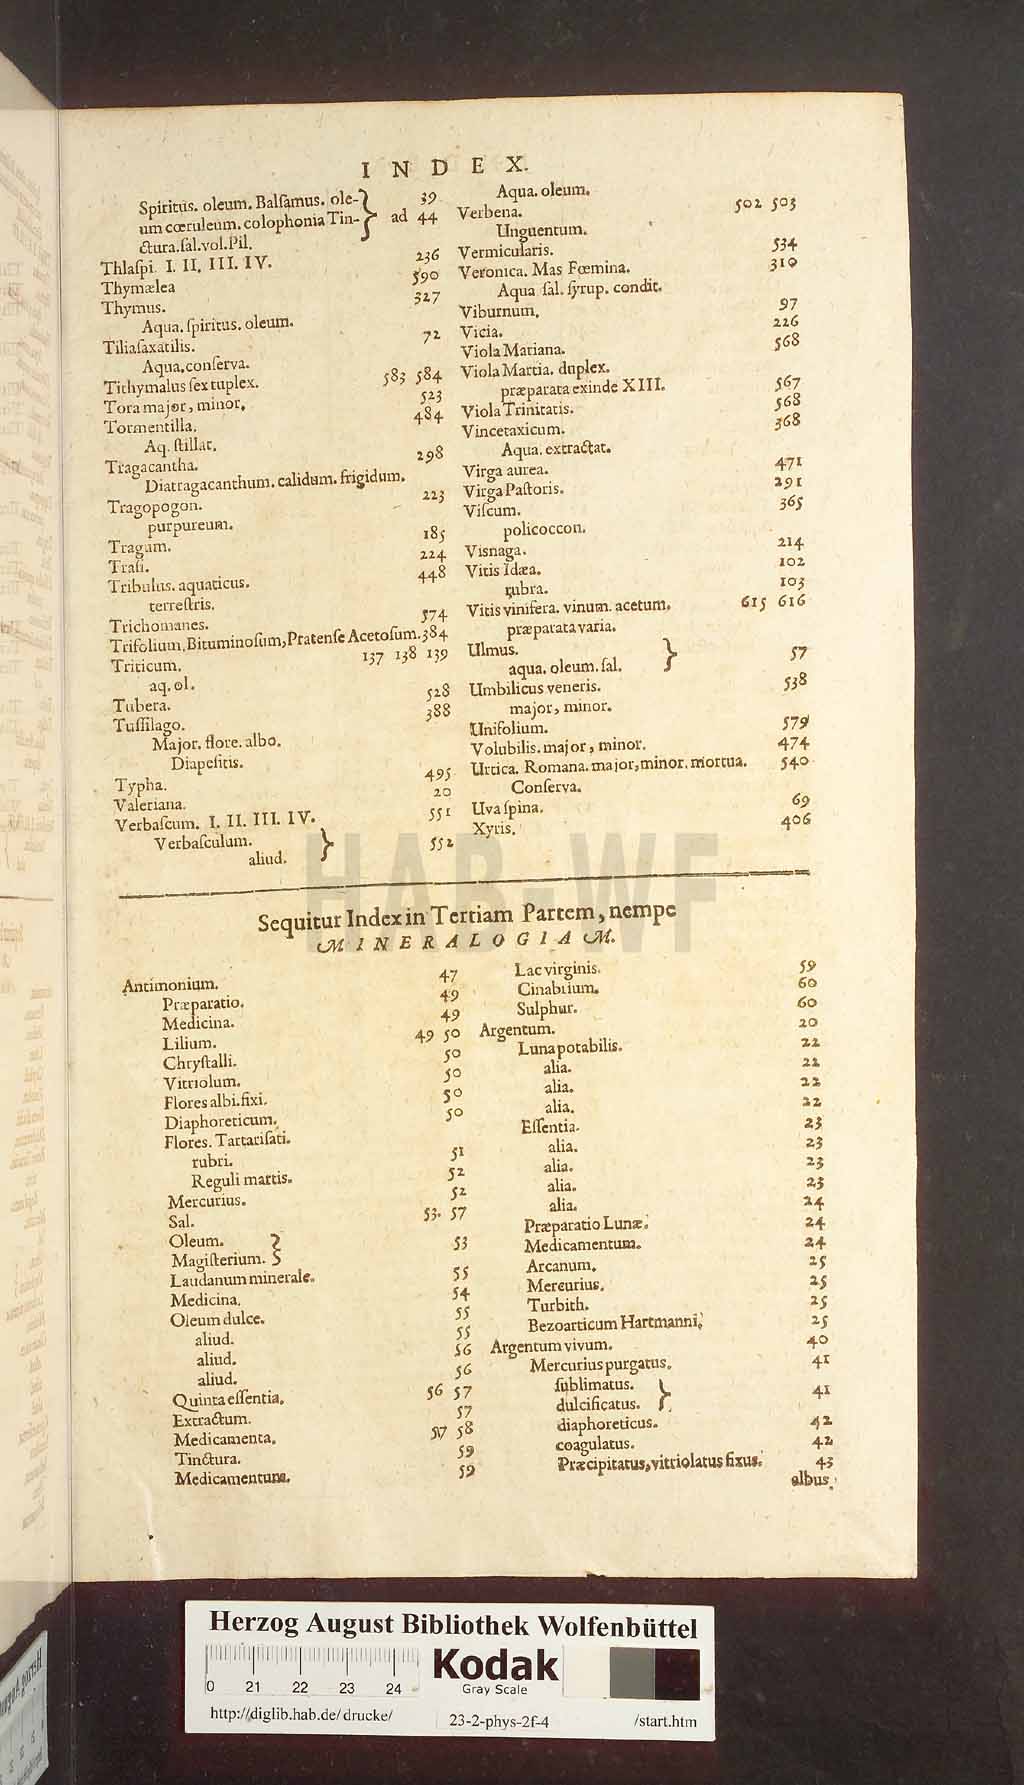 INDEX.
Spiritus. oleum. Balſamus. ole- } 39
um cœruleum. colophonia Tin- } ad 44
ctura. ſal. vol. Pil.
Thlaſpi. I. II. III. IV. 236
Thymælea 590
Thymus. 327
Aqua. ſpiritus. oleum.
Tiliaſaxatilis. 72
Aqua. conſerva.
Tithymalus ſextuplex. 583 584
Tora major, minor, 523
Tormentilla. 484
Aq. ſtillat.
Tragacantha. 298
Diatragacanthum. calidum. frigidum.
Tragopogon. 223
purpureum.
Tragum. 185
Traſi. 224
Tribulus. aquaticus. 448
terreſtris.
Trichomanes. 574
Trifolium, Bituminoſum, Pratenſe Acetoſum. 384
Triticum. 137 138 139
aq. ol.
Tubera. 528
Tuſſilago. 388
Major. flore. albo.
Diapeſitis.
Typha. 495
Valeriana. 20
Verbaſcum. I. II. III. IV. 551
Verbaſculum. } 552
aliud.
Aqua. oleum.
Verbena. 502 503
Unguentum.
Vermicularis. 534
Veronica. Mas Fœmina. 310
Aqua ſal. ſyrup. condit.
Viburnum, 97
Vicia. 226
Viola Mariana. 568
Viola Martia. duplex.
præparata exinde XIII. 567
Viola Trinitatis. 568
Vincetaxicum. 368
Aqua. extractat.
Virga aurea. 471
Virga Paſtoris. 291
Viſcum. 365
policoccon.
Visnaga. 214
Vitis Idæa. 102
rubra. 103
Vitis vinifera. vinum. acetum. 615 616
præparata varia.
Ulmus. } 57
aqua. oleum. ſal.
Umbilicus veneris. 538
major, minor.
Unifolium. 579
Volubilis. major, minor. 474
Urtica. Romana. major, minor. mortua. 540
Conſerva.
Uva ſpina. 69
Xyris. 406
HAB-WF
Sequitur Index in Tertiam Partem, nempe
MINERALOGIAM.
Antimonium. 47
Præparatio. 49
Medicina. 49
Lilium. 49 50
Chryſtalli. 50
Vitriolum. 50
Flores albi. fixi. 50
Diaphoreticum. 50
Flores. Tartariſati.
rubri. 51
Reguli martis. 52
Mercurius. 52
Sal. 53. 57
Oleum. }
Magiſterium. } 53
Laudanum minerale. 55
Medicina. 54
Oleum dulce. 55
aliud. 55
aliud. 56
aliud. 56
Quinta eſſentia. 56 57
Extractum. 57
Medicamenta. 57 58
Tinctura. 59
Medicamentum. 59
Lac virginis. 59
Cinabrium. 60
Sulphur. 60
Argentum. 20
Luna potabilis. 22
alia. 22
alia. 22
alia. 22
Eſſentia. 23
alia. 23
alia. 23
alia. 23
alia. 24
Præparatio Lunæ. 24
Medicamentum. 24
Arcanum. 25
Mercurius. 25
Turbith. 25
Bezoarticum Hartmanni. 25
Argentum vivum. 40
Mercurius purgatus. 41
ſublimatus. } 41
dulcificatus. }
diaphoreticus. 42
coagulatus. 42
Præcipitatus, vitriolatus fixus. 43
albus.
Herzog August Bibliothek Wolfenbüttel
0 21 22 23 24
Kodak
Gray Scale
http://diglib.hab.de/drucke/ 23-2-phys-2f-4 /start.htm